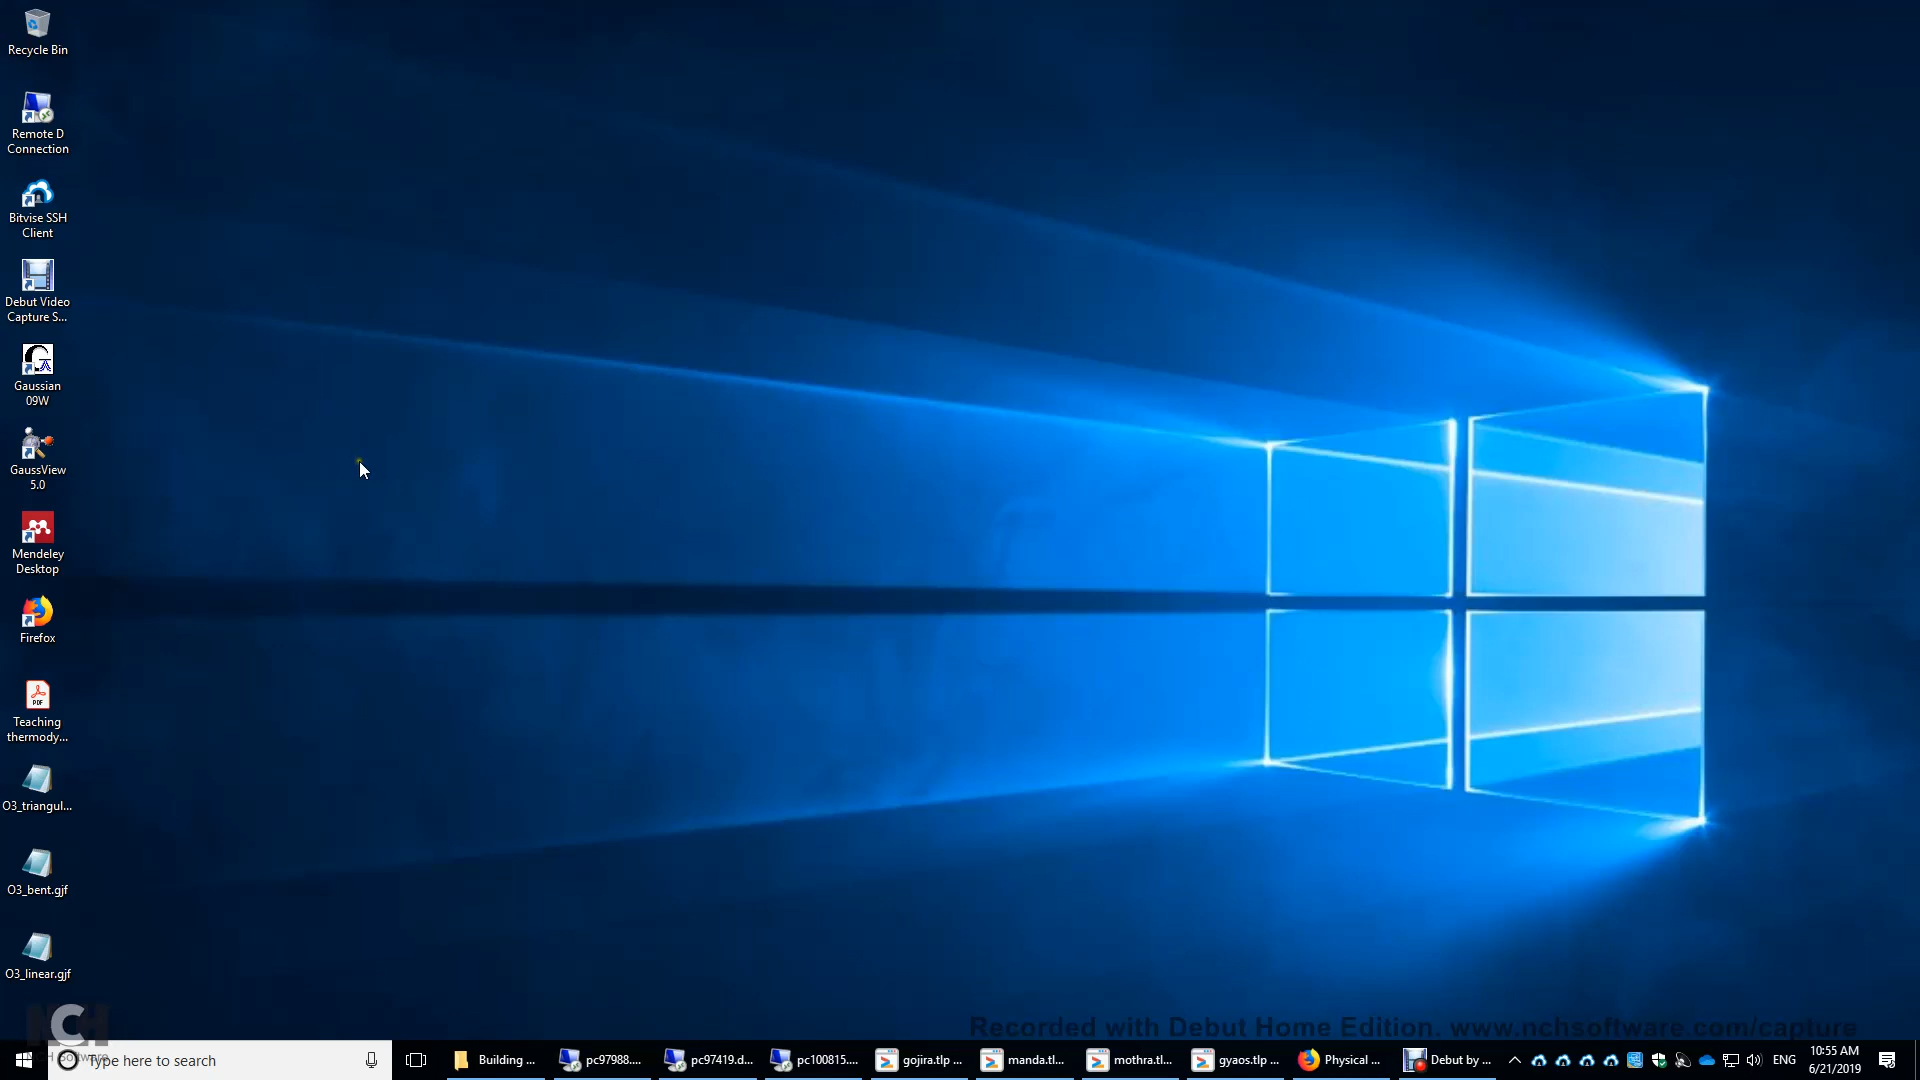 Recycle Bin
Remote D
Connection
Bitvise SSH
Client
Debut Video
Capture S...
Gaussian
09W
GaussView
5.0
Mendeley
Desktop
Firefox
Teaching
thermody...
O3_triangul...
O3_bent.gjf
O3_linear.gjf
NCH
NCH Software
Recorded with Debut Home Edition. www.nchsoftware.com/capture
Type here to search
Building ...
pc97988....
pc97419.d...
pc100815....
gojira.tlp ...
manda.tl...
mothra.tl...
gyaos.tlp ...
Physical ...
Debut by ...
ENG
10:55 AM
6/21/2019